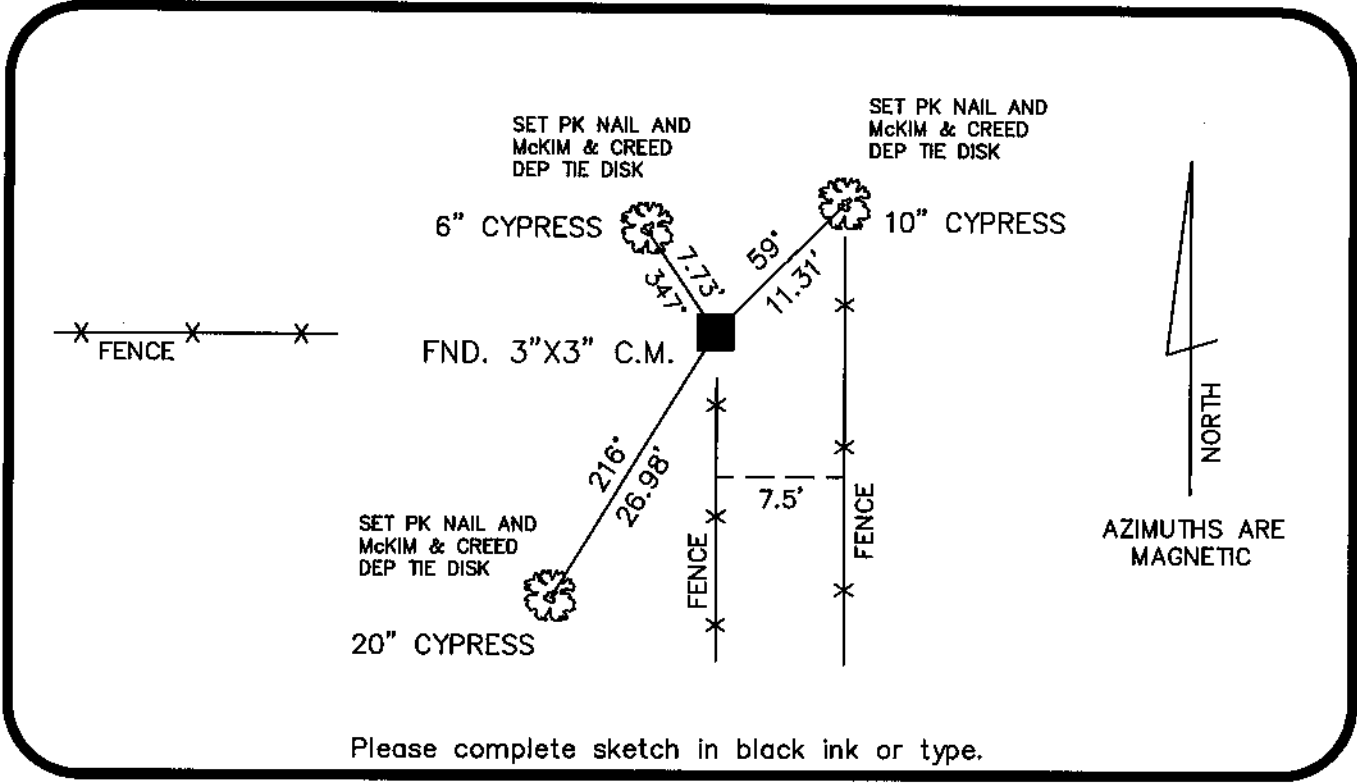 SET PK NAIL AND
McKIM & CREED
DEP TIE DISK
6" CYPRESS
SET PK NAIL AND
McKIM & CREED
DEP TIE DISK
10" CYPRESS
7.73'
347°
59°
11.31'
FENCE
FND. 3"X3" C.M.
216°
26.98'
7.5'
FENCE
FENCE
NORTH
AZIMUTHS ARE
MAGNETIC
SET PK NAIL AND
McKIM & CREED
DEP TIE DISK
20" CYPRESS
Please complete sketch in black ink or type.